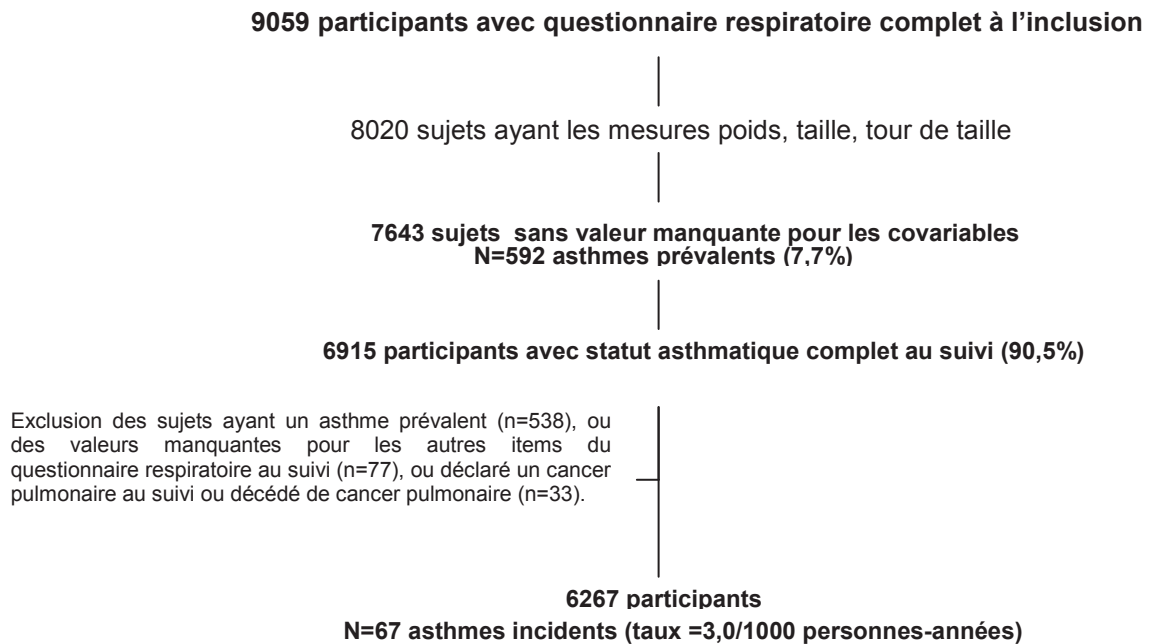 9059 participants avec questionnaire respiratoire complet à l'inclusion
8020 sujets ayant les mesures poids, taille, tour de taille
7643 sujets sans valeur manquante pour les covariables
N=592 asthmes prévalents (7,7%)
6915 participants avec statut asthmatique complet au suivi (90,5%)
Exclusion des sujets ayant un asthme prévalent (n=538), ou
des valeurs manquantes pour les autres items du
questionnaire respiratoire au suivi (n=77), ou déclaré un cancer
pulmonaire au suivi ou décédé de cancer pulmonaire (n=33).
6267 participants
N=67 asthmes incidents (taux =3,0/1000 personnes-années)